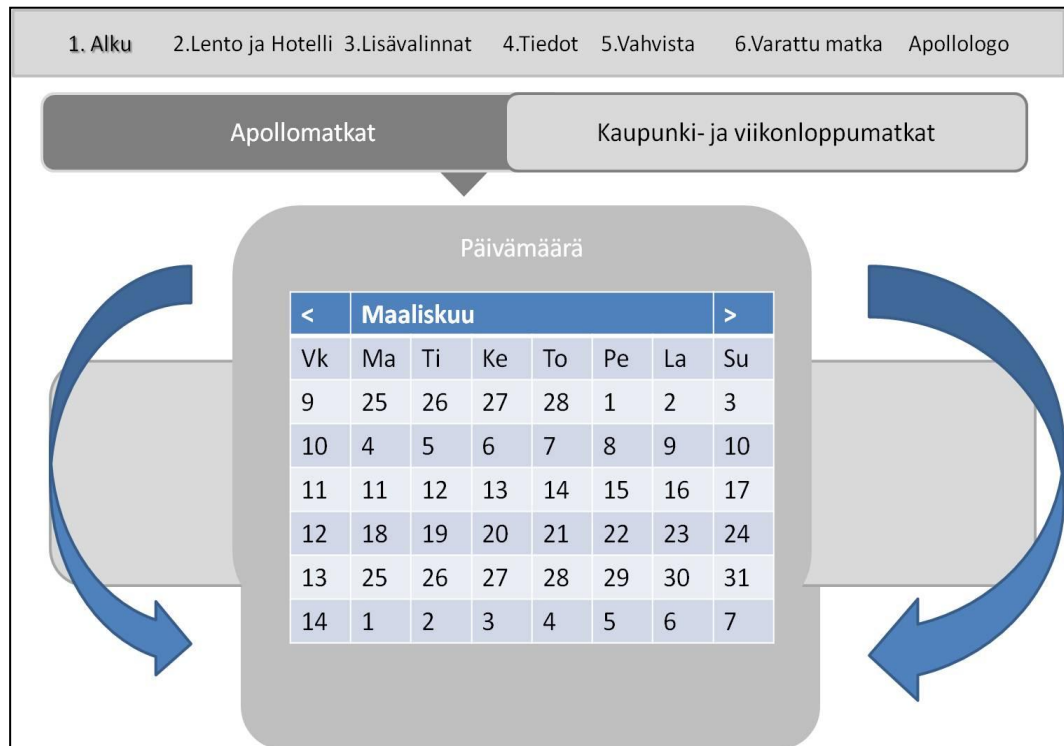 1. Alku 2.Lento ja Hotelli 3.Lisävalinnat 4.Tiedot 5.Vahvista 6.Varattu matka Apollologo
Apollomatkat Kaupunki- ja viikonloppumatkat
Päivämäärä
< Maaliskuu >
Vk Ma Ti Ke To Pe La Su
9 25 26 27 28 1 2 3
10 4 5 6 7 8 9 10
11 11 12 13 14 15 16 17
12 18 19 20 21 22 23 24
13 25 26 27 28 29 30 31
14 1 2 3 4 5 6 7